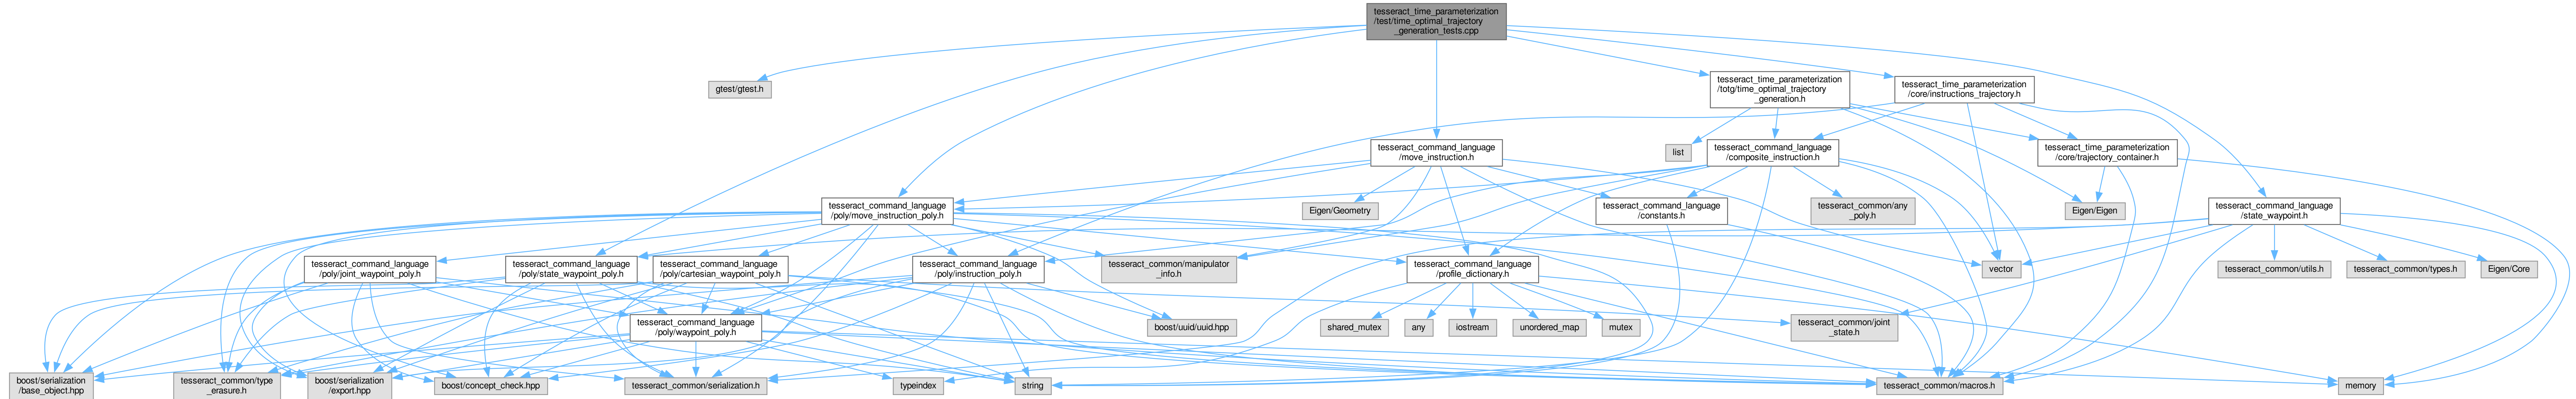 tesseract_time_parameterization
/test/time_optimal_trajectory
_generation_tests.cpp
gtest/gtest.h
tesseract_time_parameterization
/totg/time_optimal_trajectory
_generation.h
tesseract_time_parameterization
/core/instructions_trajectory.h
list
tesseract_command_language
/move_instruction.h
tesseract_command_language
/composite_instruction.h
tesseract_time_parameterization
/core/trajectory_container.h
tesseract_command_language
/poly/move_instruction_poly.h
Eigen/Geometry
tesseract_command_language
/constants.h
tesseract_common/any
_poly.h
Eigen/Eigen
tesseract_command_language
/state_waypoint.h
tesseract_command_language
/poly/joint_waypoint_poly.h
tesseract_command_language
/poly/state_waypoint_poly.h
tesseract_command_language
/poly/cartesian_waypoint_poly.h
tesseract_command_language
/poly/instruction_poly.h
tesseract_common/manipulator
_info.h
tesseract_command_language
/profile_dictionary.h
vector
tesseract_common/utils.h
tesseract_common/types.h
Eigen/Core
tesseract_command_language
/poly/waypoint_poly.h
boost/uuid/uuid.hpp
shared_mutex
any
iostream
unordered_map
mutex
tesseract_common/joint
_state.h
boost/serialization
/base_object.hpp
tesseract_common/type
_erasure.h
boost/serialization
/export.hpp
boost/concept_check.hpp
tesseract_common/serialization.h
typeindex
string
tesseract_common/macros.h
memory